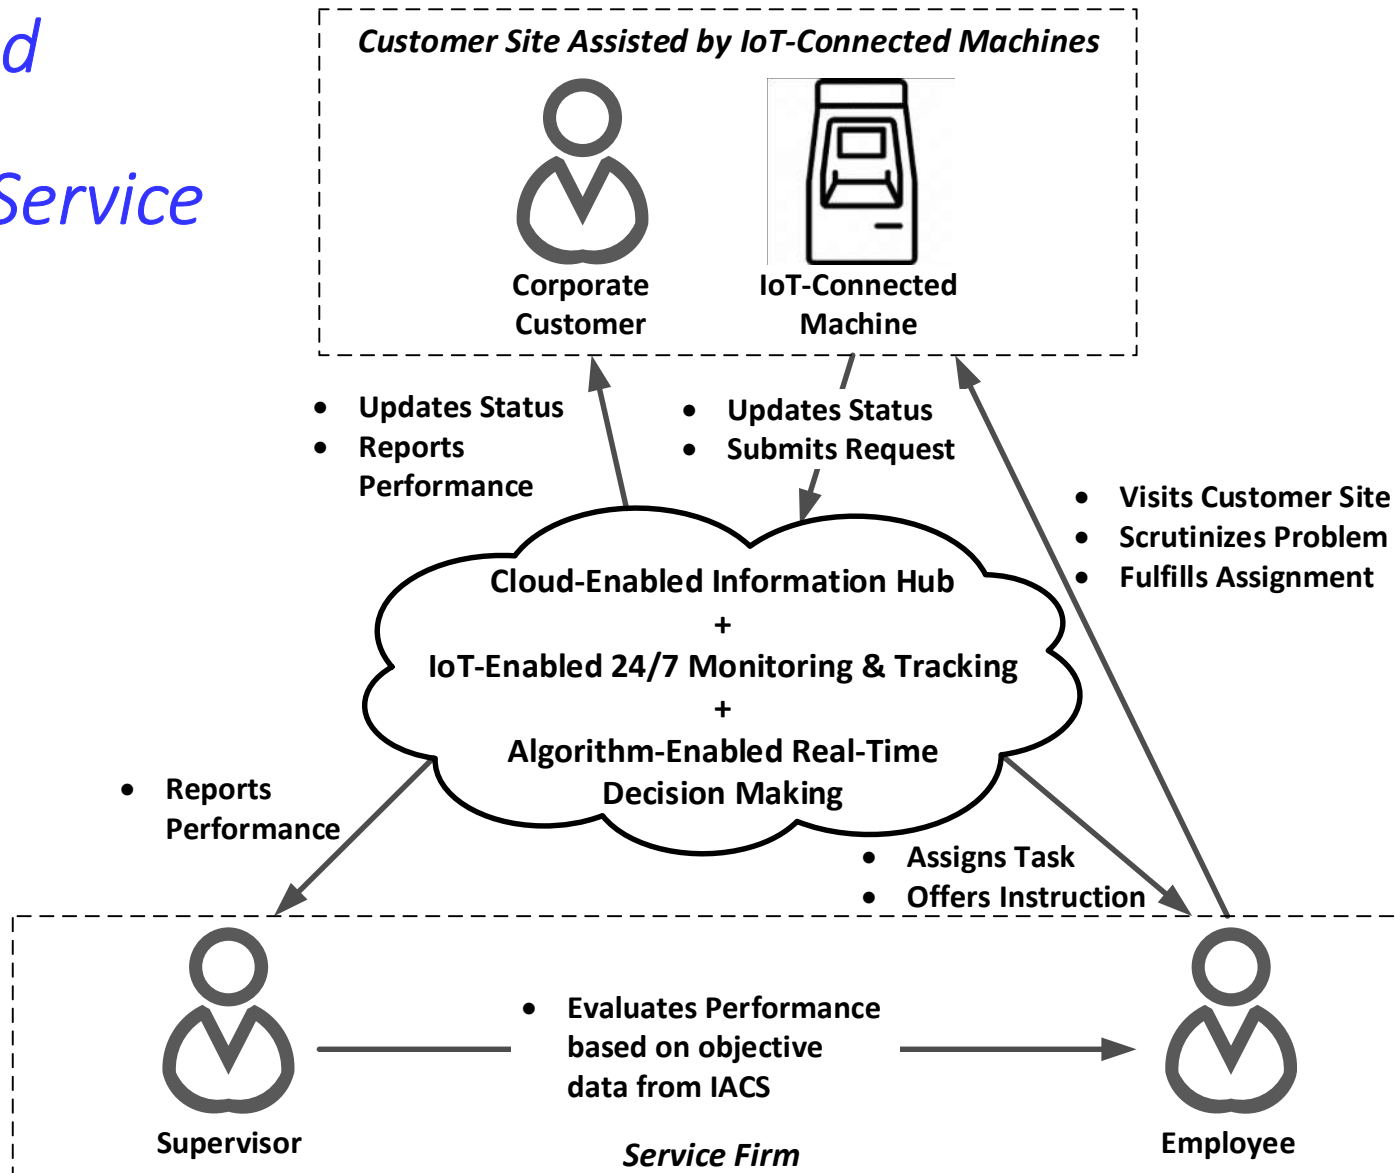 d
Service
Customer Site Assisted by IoT-Connected Machines
Corporate
Customer
IoT-Connected
Machine
• Updates Status
• Reports
Performance
• Updates Status
• Submits Request
• Visits Customer Site
• Scrutinizes Problem
• Fulfills Assignment
Cloud-Enabled Information Hub
+
IoT-Enabled 24/7 Monitoring & Tracking
+
Algorithm-Enabled Real-Time
Decision Making
• Reports
Performance
• Assigns Task
• Offers Instruction
• Evaluates Performance
based on objective
data from IACS
Supervisor
Employee
Service Firm